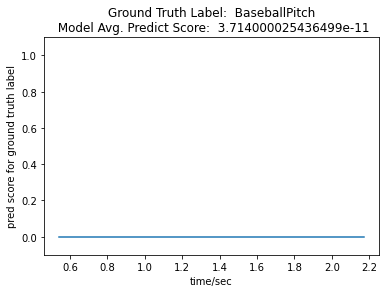 Ground Truth Label:  BaseballPitch
Model Avg. Predict Score:  3.714000025436499e-11
pred score for ground truth label
1.0
0.8
0.6
0.4
0.2
0.0
0.6 0.8 1.0 1.2 1.4 1.6 1.8 2.0 2.2
time/sec